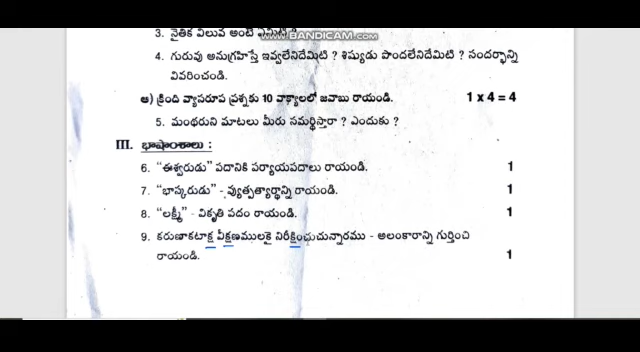 3. నైతిక విలువ అంటే ఏమిటి ?
WWW.BANDICAM.COM
4. గురువు అనుగ్రహిస్తే ఇవ్వలేనిదేమిటి ? శిష్యుడు పొందలేనిదేమిటి ? సందర్భాన్ని
వివరించండి.
అ) క్రింది వ్యాసరూప ప్రశ్నకు 10 వాక్యాలలో జవాబు రాయండి. 1 x 4 = 4
5. మంథరుని మాటలు మీరు సమర్థిస్తారా ? ఎందుకు ?
III. భాషాంశాలు :
6. "ఈశ్వరుడు" పదానికి పర్యాయపదాలు రాయండి. 1
7. "భాస్కరుడు" - వ్యుత్పత్యార్థాన్ని రాయండి. 1
8. "లక్ష్మీ" - వికృతి పదం రాయండి. 1
9. కరుణాకటాక్ష వీక్షణములకై నిరీక్షించుచున్నారము - అలంకారాన్ని గుర్తించి
రాయండి. 1